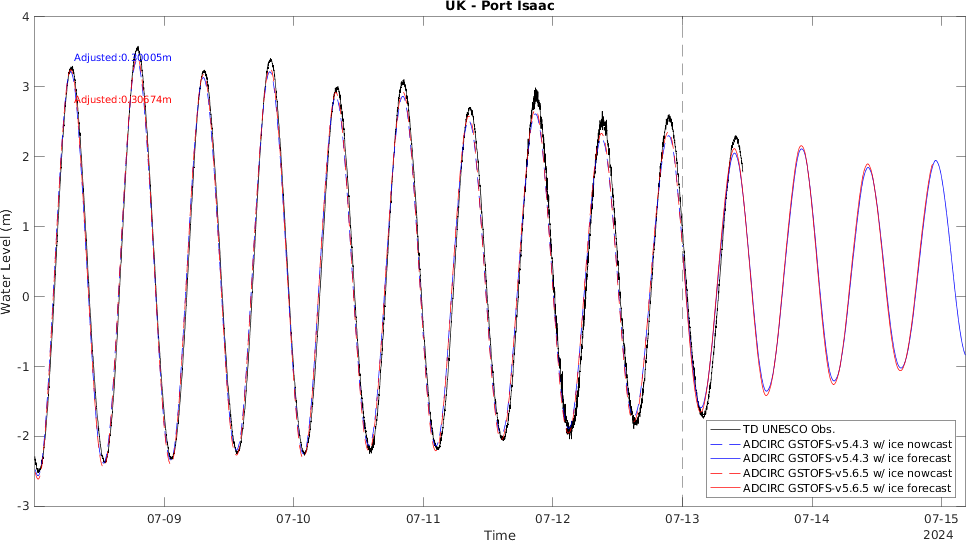 UK - Port Isaac
4
Adjusted:0.30005m
3
Adjusted:0.30674m
2
1
0
-1
-2
-3
Water Level (m)
TD UNESCO Obs.
ADCIRC GSTOFS-v5.4.3 w/ ice nowcast
ADCIRC GSTOFS-v5.4.3 w/ ice forecast
ADCIRC GSTOFS-v5.6.5 w/ ice nowcast
ADCIRC GSTOFS-v5.6.5 w/ ice forecast
07-09 07-10 07-11 07-12 07-13 07-14 07-15
Time
2024